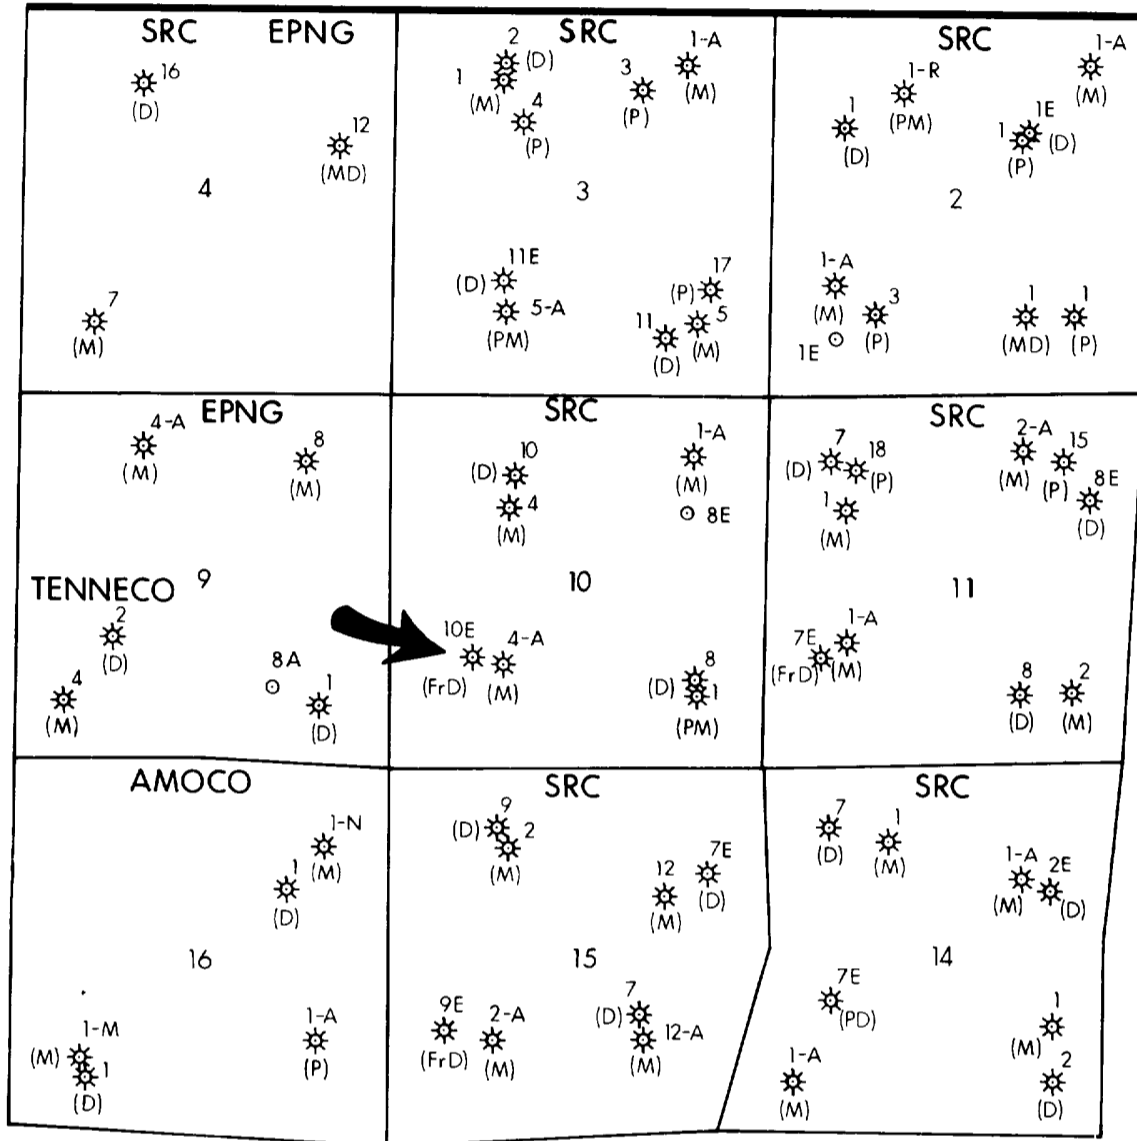 SRC EPNG
16
(D)
12
(MD)
4
7
(M)
SRC
2
(D)
1
(M)
4
(P)
3
(P)
1-A
(M)
3
11E
(D)
5-A
(PM)
17
(P)
5
(M)
11
(D)
SRC
1-A
(M)
1-R
(PM)
1
(D)
1E
(D)
1
(P)
2
1-A
(M)
3
(P)
1E
1
(MD)
1
(P)
EPNG
4-A
(M)
8
(M)
9
TENNECO
2
(D)
4
(M)
8A
1
(D)
SRC
10
(D)
4
(M)
1-A
(M)
8E
10
10E
(FrD)
4-A
(M)
8
(D)
1
(PM)
SRC
7
(D)
18
(P)
1
(M)
2-A
(M)
15
(P)
8E
(D)
11
7E
(FrD)
1-A
(M)
8
(D)
2
(M)
AMOCO
1-N
(M)
1
(D)
16
1-M
(M)
1
(D)
1-A
(P)
SRC
9
(D)
2
(M)
12
(M)
7E
(D)
15
9E
(FrD)
2-A
(M)
7
(D)
12-A
(M)
SRC
7
(D)
1
(M)
1-A
(M)
2E
(D)
14
7E
(PD)
1-A
(M)
1
(M)
2
(D)